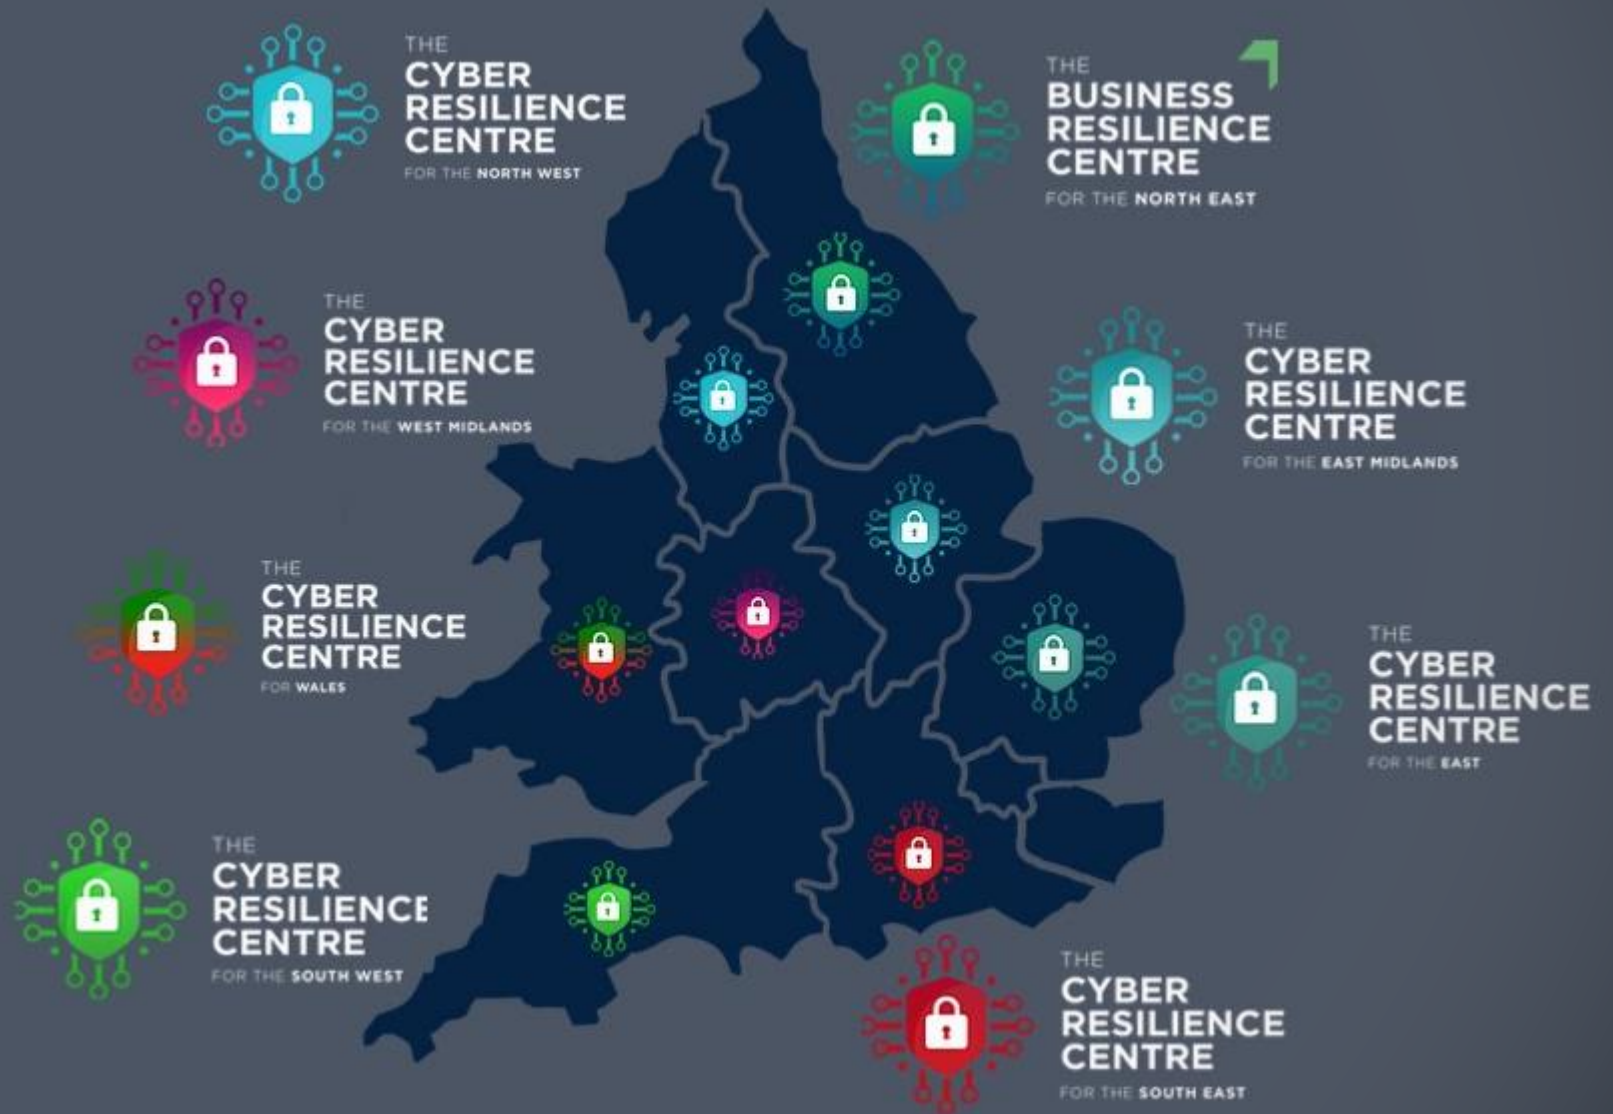 THE
CYBER
RESILIENCE
CENTRE
FOR THE NORTH WEST
THE
BUSINESS
RESILIENCE
CENTRE
FOR THE NORTH EAST
THE
CYBER
RESILIENCE
CENTRE
FOR THE WEST MIDLANDS
THE
CYBER
RESILIENCE
CENTRE
FOR THE EAST MIDLANDS
THE
CYBER
RESILIENCE
CENTRE
FOR WALES
THE
CYBER
RESILIENCE
CENTRE
FOR THE EAST
THE
CYBER
RESILIENCE
CENTRE
FOR THE SOUTH WEST
THE
CYBER
RESILIENCE
CENTRE
FOR THE SOUTH EAST